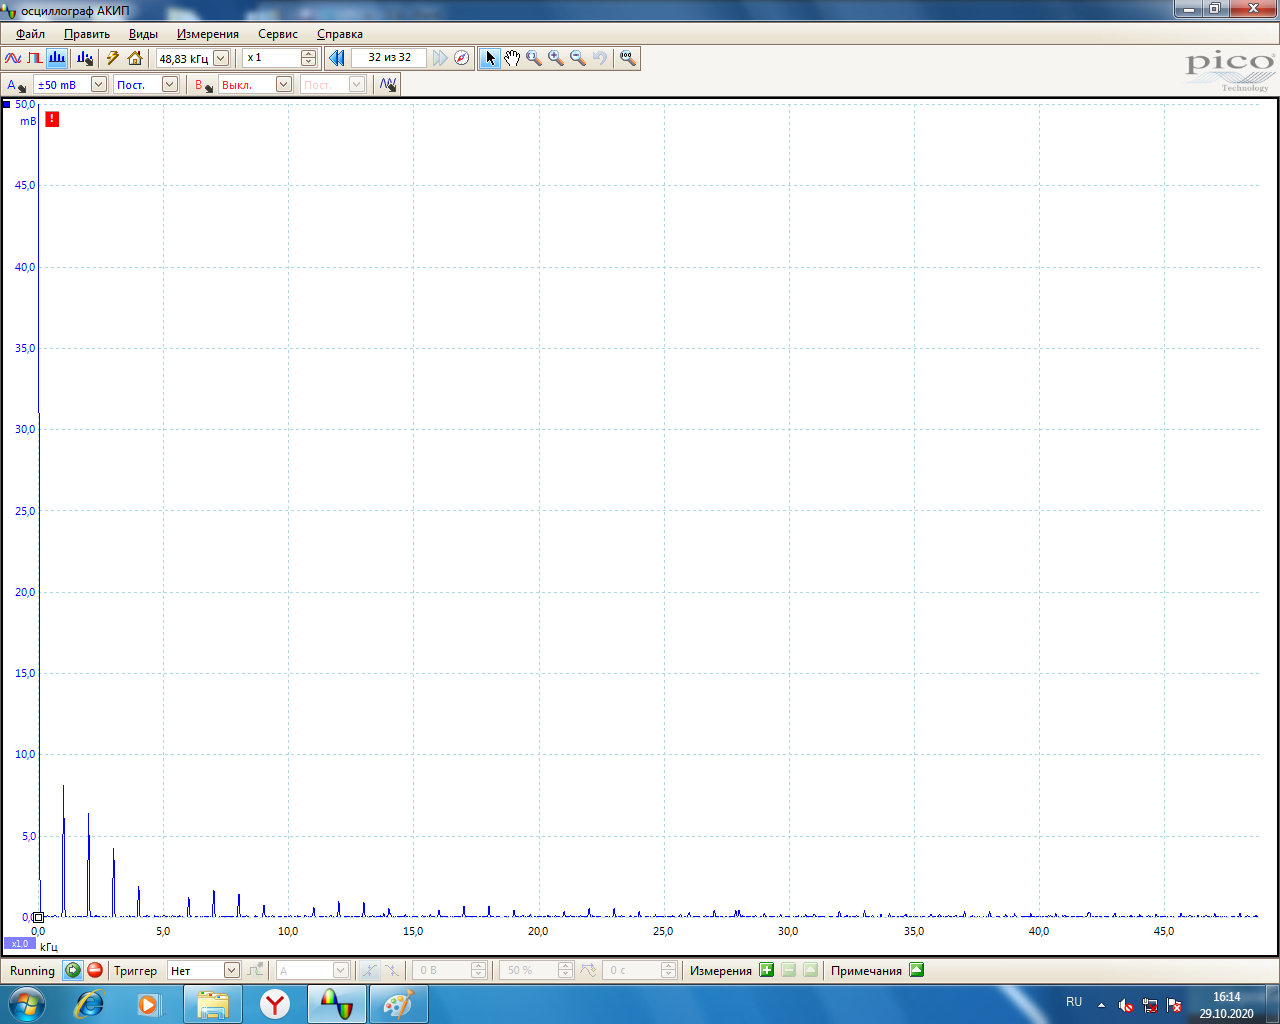 осциллограф АКИП
Файл Править Виды Измерения Сервис Справка
48,83 кГц x 1 32 из 32
pico
Technology
A ±50 mВ Пост. B Выкл. Пост.
50,0
mВ
!
45,0
40,0
35,0
30,0
25,0
20,0
15,0
10,0
5,0
0,0
0,0 5,0 10,0 15,0 20,0 25,0 30,0 35,0 40,0 45,0
x1,0 кГц
Running Триггер Нет A 0 В 50 % 0 с Измерения Примечания
RU 16:14
29.10.2020